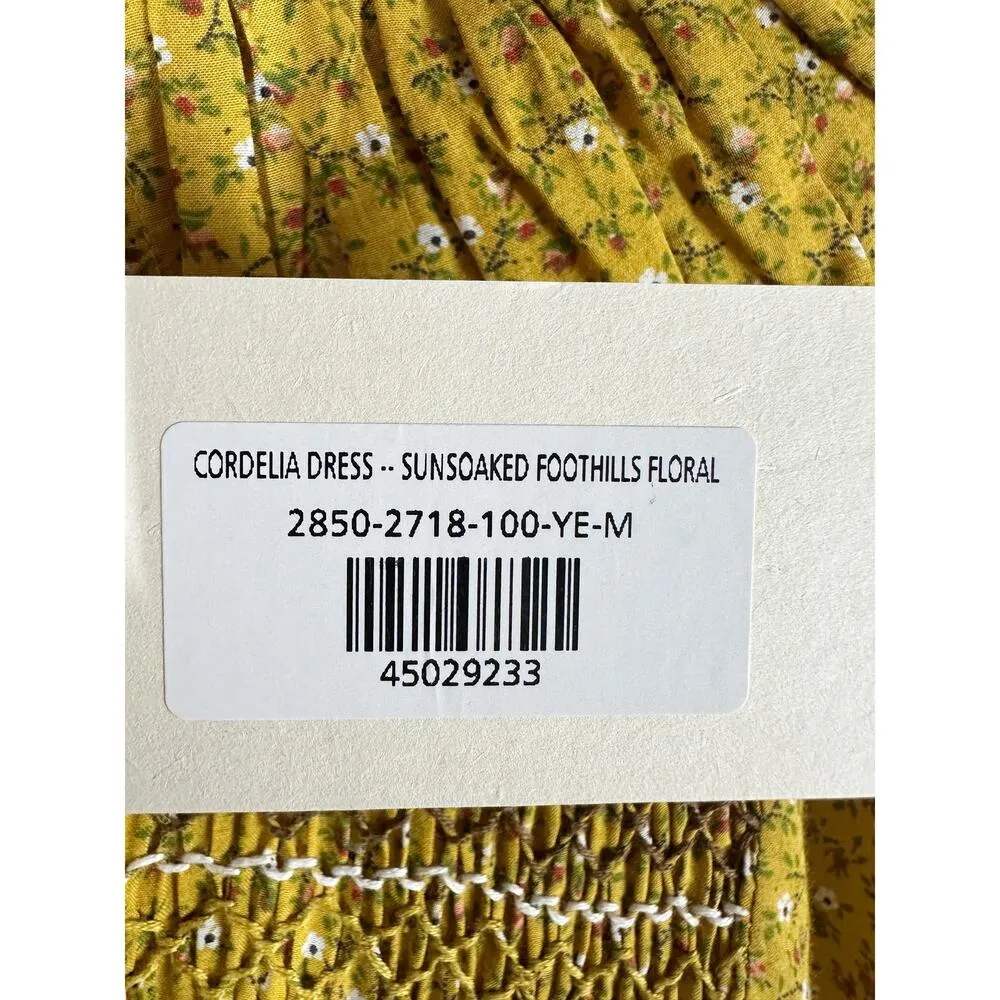 CORDELIA DRESS -- SUNSOAKED FOOTHILLS FLORAL
2850-2718-100-YE-M
45029233